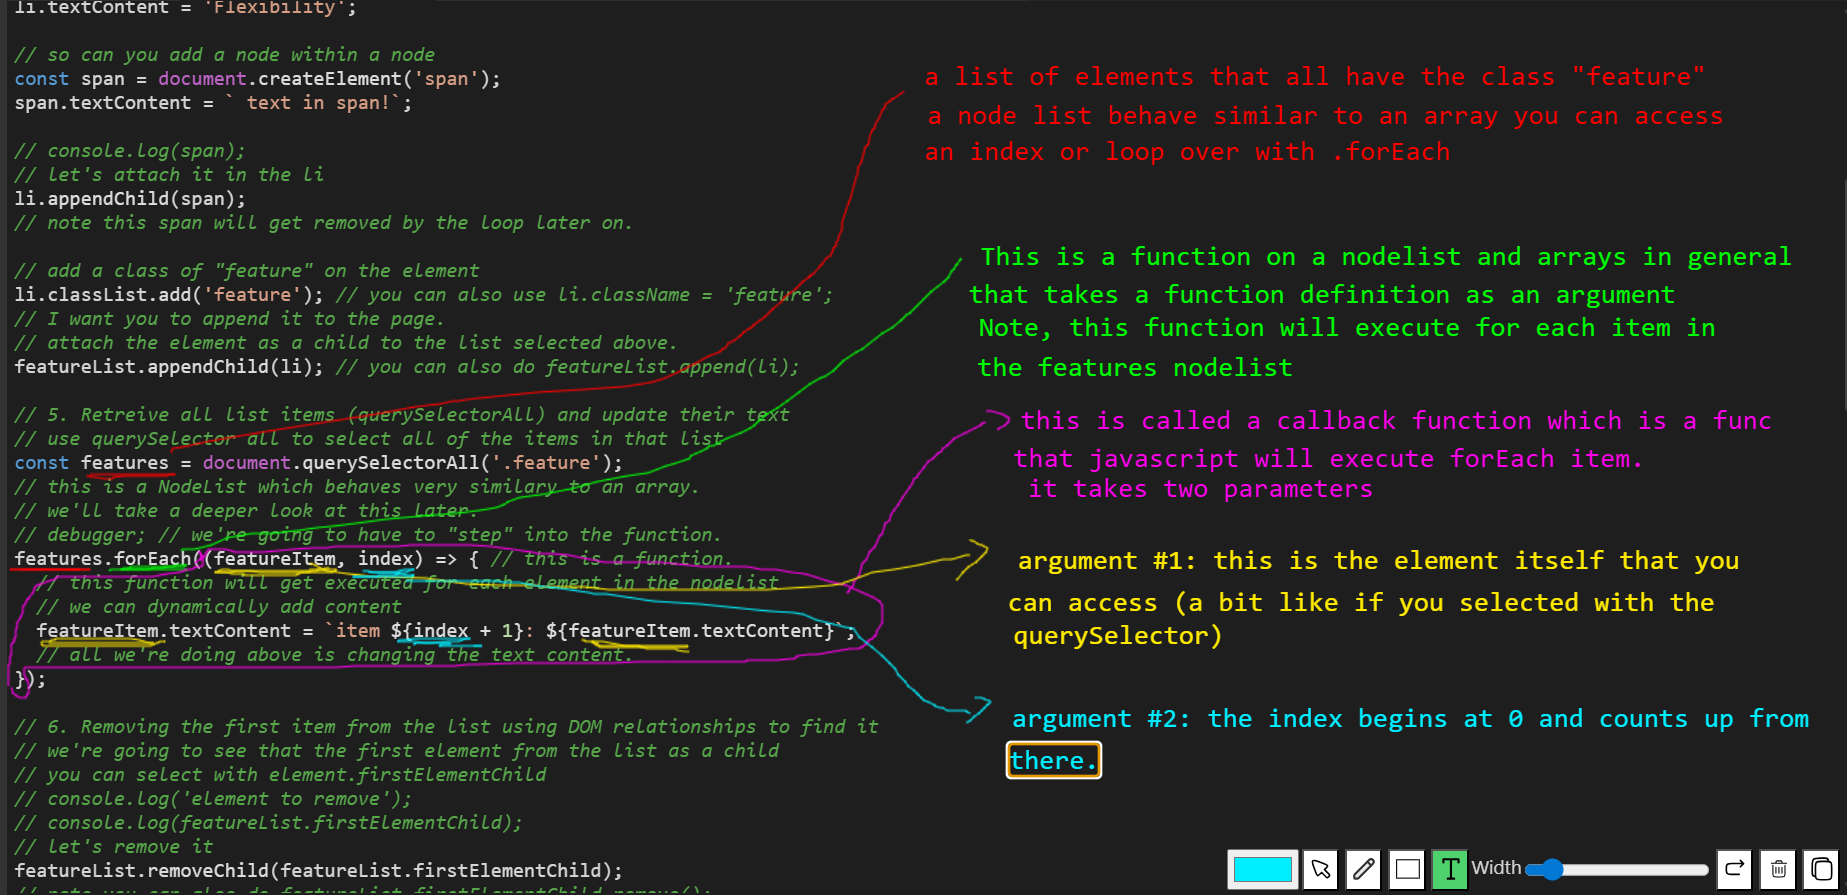 li.textContent = 'Flexibility';
// so can you add a node within a node
const span = document.createElement('span');
span.textContent = ` text in span!`;
// console.log(span);
// let's attach it in the li
li.appendChild(span);
// note this span will get removed by the loop later on.
// add a class of "feature" on the element
li.classList.add('feature'); // you can also use li.className = 'feature';
// I want you to append it to the page.
// attach the element as a child to the list selected above.
featureList.appendChild(li); // you can also do featureList.append(li);
// 5. Retreive all list items (querySelectorAll) and update their text
// use querySelector all to select all of the items in that list
const features = document.querySelectorAll('.feature');
// this is a NodeList which behaves very similary to an array.
// we'll take a deeper look at this later.
// debugger; // we're going to have to "step" into the function.
features.forEach((featureItem, index) => { // this is a function.
// this function will get executed for each element in the nodelist
// we can dynamically add content
featureItem.textContent = `item ${index + 1}: ${featureItem.textContent}`;
// all we're doing above is changing the text content.
});
// 6. Removing the first item from the list using DOM relationships to find it
// we're going to see that the first element from the list as a child
// you can select with element.firstElementChild
// console.log('element to remove');
// console.log(featureList.firstElementChild);
// let's remove it
featureList.removeChild(featureList.firstElementChild);
// note you can also do featureList.firstElementChild.remove();
a list of elements that all have the class "feature"
a node list behave similar to an array you can access
an index or loop over with .forEach
This is a function on a nodelist and arrays in general
that takes a function definition as an argument
Note, this function will execute for each item in
the features nodelist
this is called a callback function which is a func
that javascript will execute forEach item.
it takes two parameters
argument #1: this is the element itself that you
can access (a bit like if you selected with the
querySelector)
argument #2: the index begins at 0 and counts up from
there.
T Width